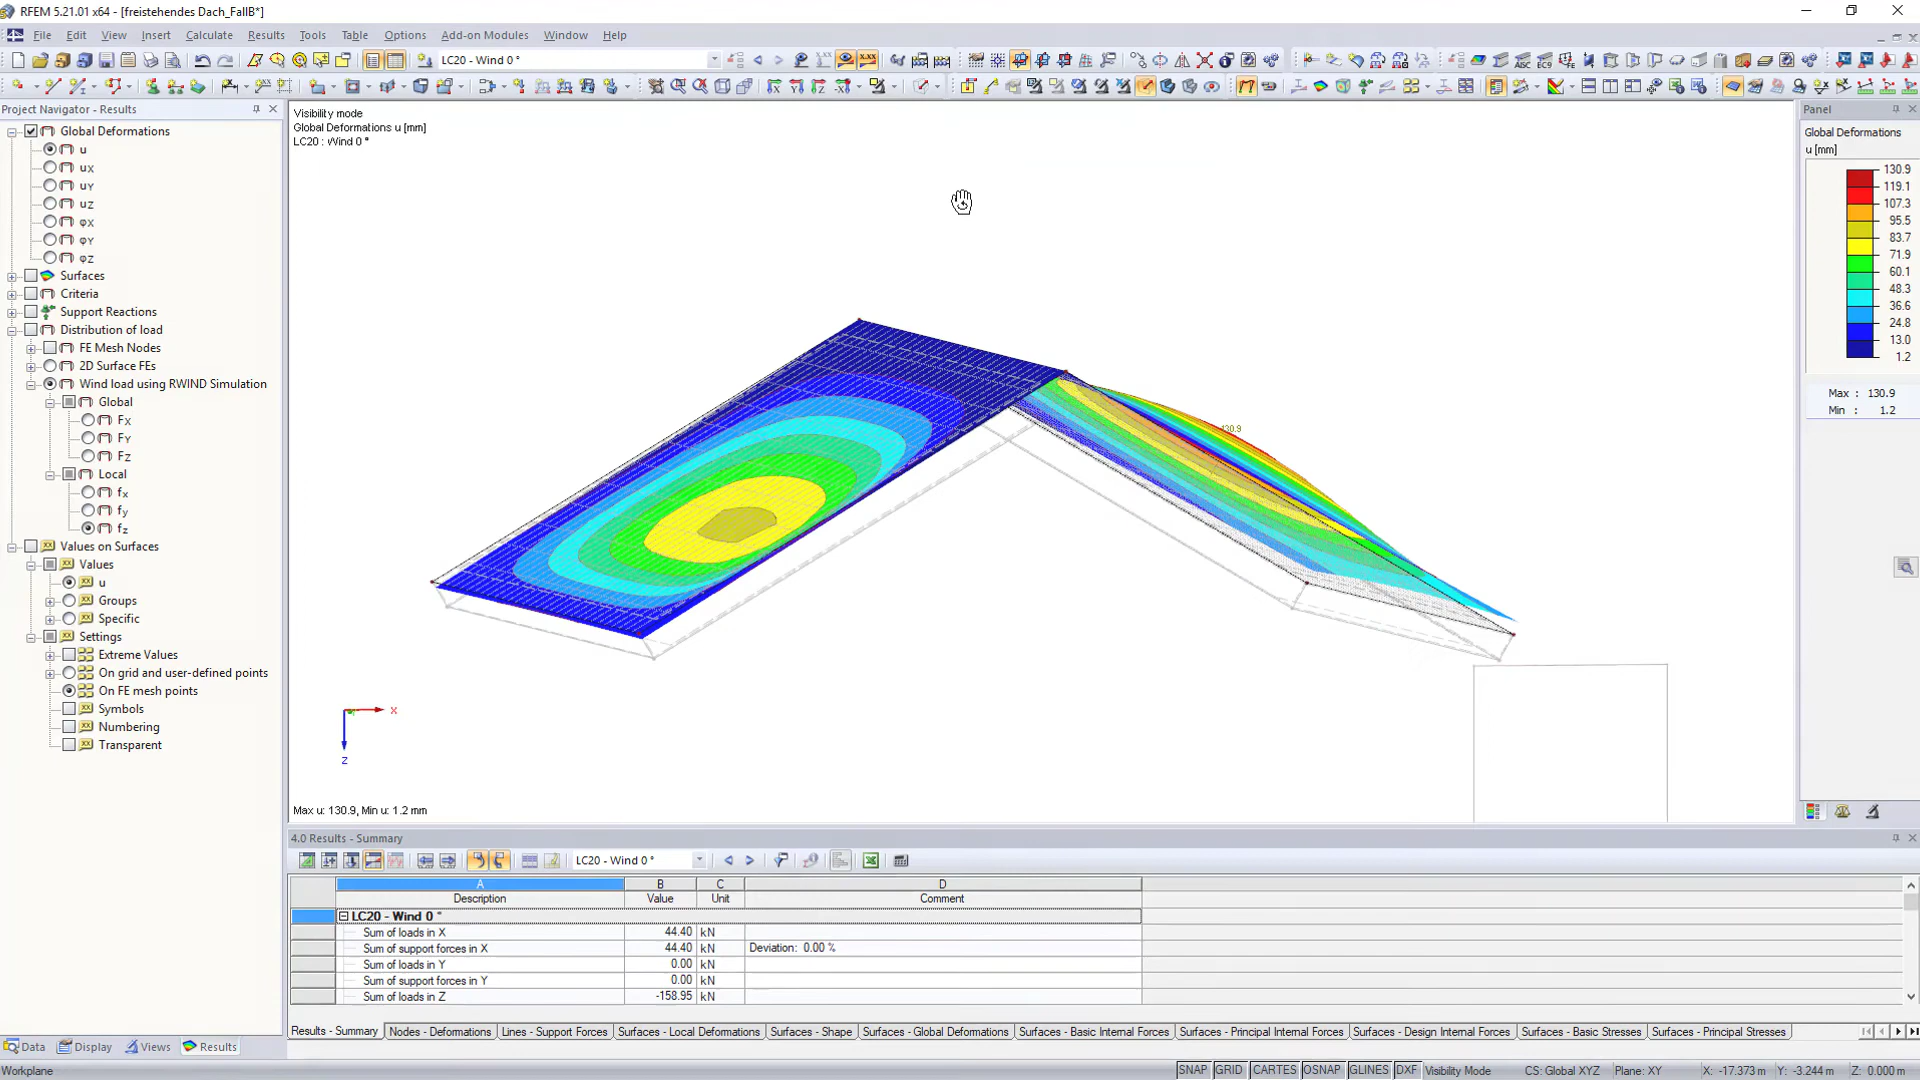 RFEM 5.21.01 x64 - [freistehendes Dach_FallB*]
File Edit View Insert Calculate Results Tools Table Options Add-on Modules Window Help
LC20 - Wind 0 °
Project Navigator - Results
Global Deformations
u
uX
uY
uZ
φX
φY
φZ
Surfaces
Criteria
Support Reactions
Distribution of load
FE Mesh Nodes
2D Surface FEs
Wind load using RWIND Simulation
Global
FX
FY
FZ
Local
fx
fy
fz
Values on Surfaces
Values
u
Groups
Specific
Settings
Extreme Values
On grid and user-defined points
On FE mesh points
Symbols
Numbering
Transparent
Data Display Views Results
Visibility mode
Global Deformations u [mm]
LC20 : Wind 0 °
130.9
X
Z
Max u: 130.9, Min u: 1.2 mm
Panel
Global Deformations
u [mm]
130.9
119.1
107.3
95.5
83.7
71.9
60.1
48.3
36.6
24.8
13.0
1.2
Max : 130.9
Min : 1.2
4.0 Results - Summary
LC20 - Wind 0 °
A B C D
Description Value Unit Comment
LC20 - Wind 0 °
Sum of loads in X 44.40 kN
Sum of support forces in X 44.40 kN Deviation: 0.00 %
Sum of loads in Y 0.00 kN
Sum of support forces in Y 0.00 kN
Sum of loads in Z -158.95 kN
Results - Summary Nodes - Deformations Lines - Support Forces Surfaces - Local Deformations Surfaces - Shape Surfaces - Global Deformations Surfaces - Basic Internal Forces Surfaces - Principal Internal Forces Surfaces - Design Internal Forces Surfaces - Basic Stresses Surfaces - Principal Stresses
Workplane SNAP GRID CARTES OSNAP GLINES DXF Visibility Mode CS: Global XYZ Plane: XY X: -17.373 m Y: -3.244 m Z: 0.000 m